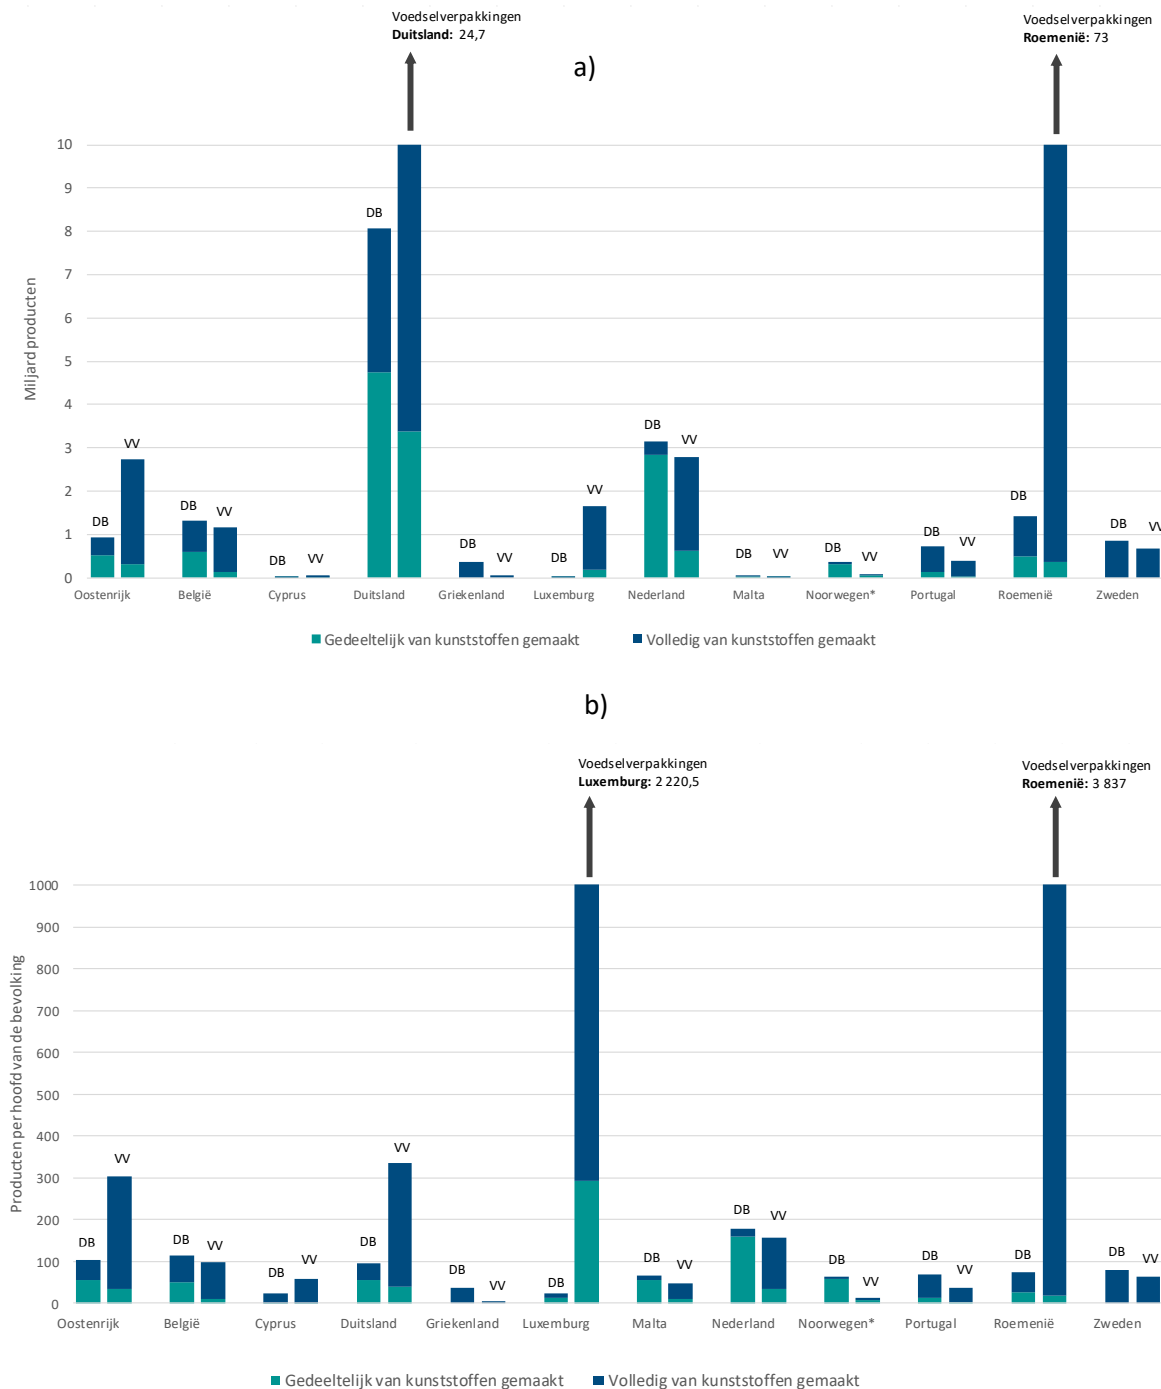 Voedselverpakkingen
Duitsland: 24,7
Voedselverpakkingen
Roemenië: 73
a)
Miljard producten
10
9
8
7
6
5
4
3
2
1
0
DB
VV
DB
VV
DB
VV
DB
DB
VV
DB
VV
DB
VV
DB
VV
DB
VV
DB
VV
DB
DB
VV
Oostenrijk
België
Cyprus
Duitsland
Griekenland
Luxemburg
Nederland
Malta
Noorwegen*
Portugal
Roemenië
Zweden
Gedeeltelijk van kunststoffen gemaakt
Volledig van kunststoffen gemaakt
b)
Voedselverpakkingen
Luxemburg: 2 220,5
Voedselverpakkingen
Roemenië: 3 837
Producten per hoofd van de bevolking
1000
900
800
700
600
500
400
300
200
100
0
DB
VV
DB
VV
DB
VV
DB
VV
DB
VV
DB
DB
VV
DB
VV
DB
VV
DB
VV
DB
DB
VV
Oostenrijk
België
Cyprus
Duitsland
Griekenland
Luxemburg
Malta
Nederland
Noorwegen*
Portugal
Roemenië
Zweden
Gedeeltelijk van kunststoffen gemaakt
Volledig van kunststoffen gemaakt